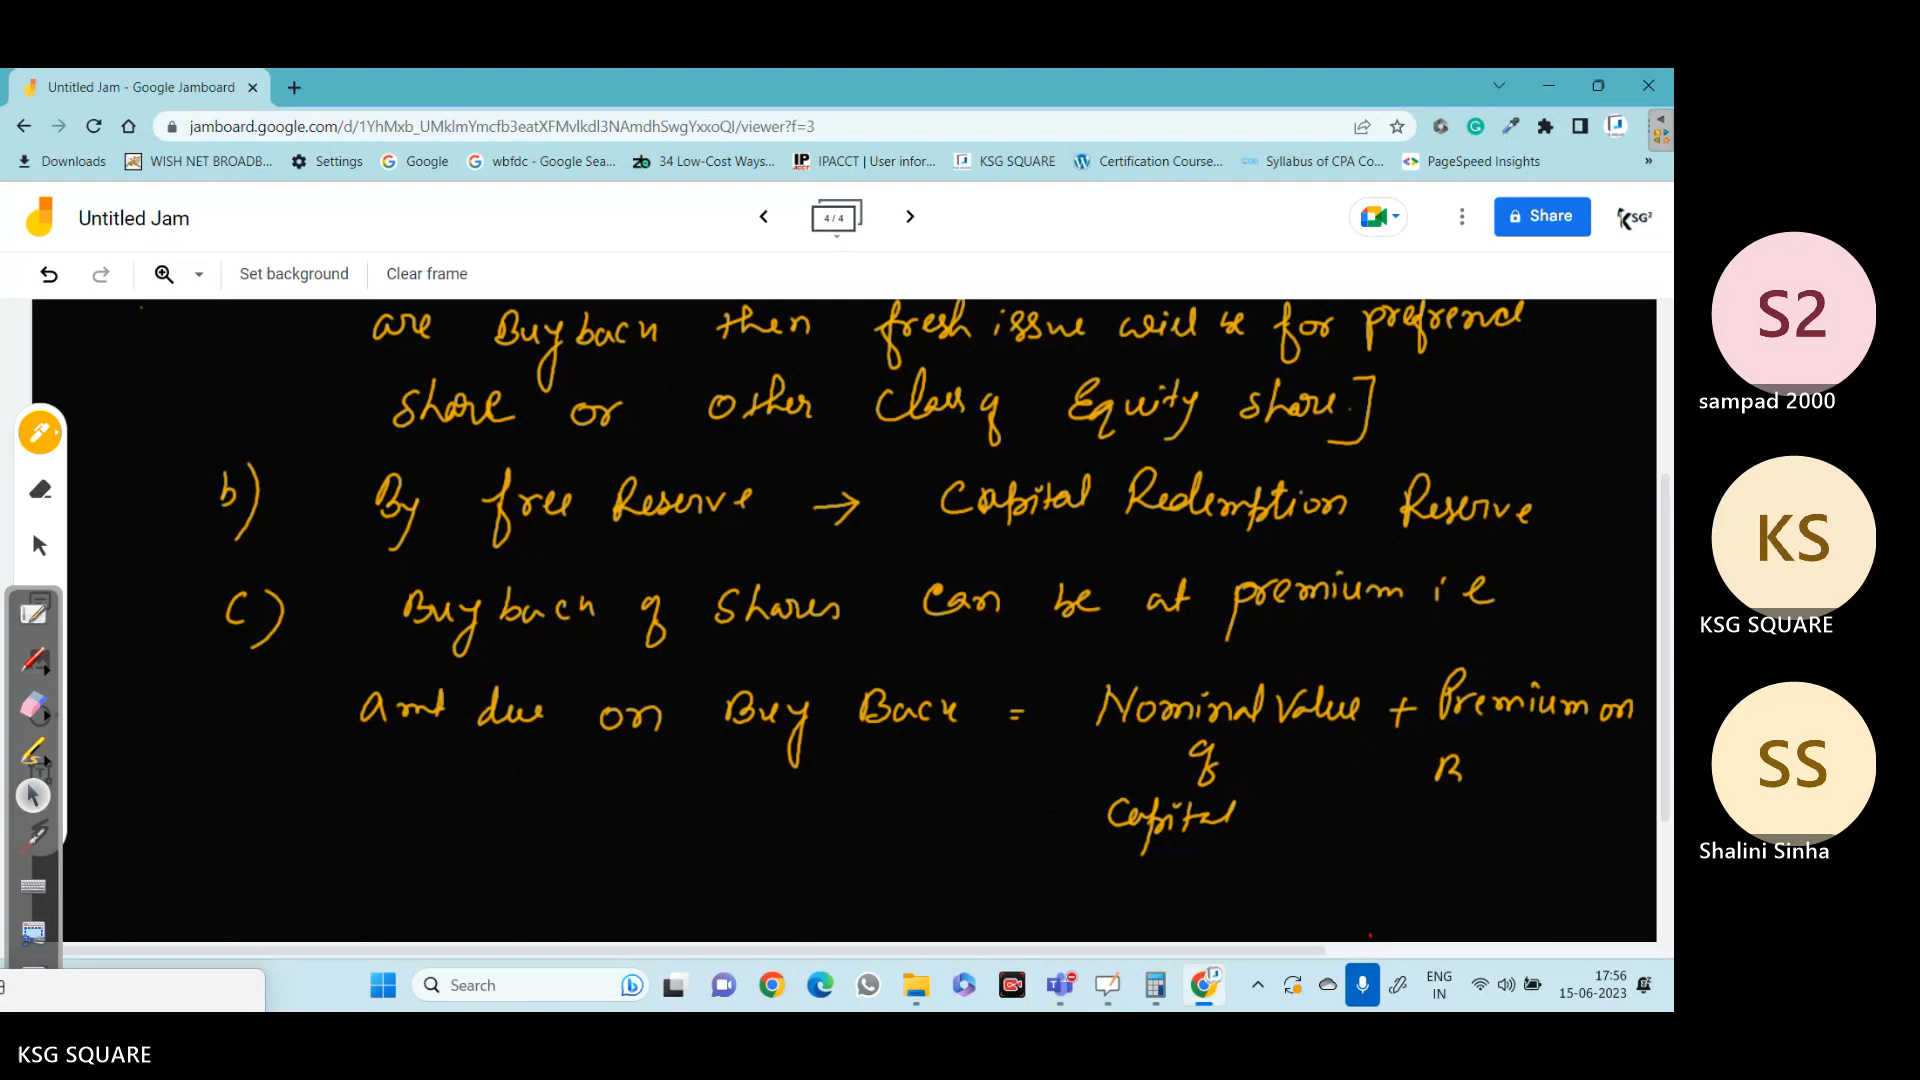 Untitled Jam - Google Jamboard
jamboard.google.com/d/1YhMxb_UMklmYmcfb3eatXFMvlkdl3NAmdhSwgYxxoQI/viewer?f=3
Downloads WISH NET BROADB... Settings Google wbfdc - Google Sea... 34 Low-Cost Ways... IPACCT | User infor... KSG SQUARE Certification Course... Syllabus of CPA Co... PageSpeed Insights »
Untitled Jam 4 / 4 Share KSG²
Set background Clear frame
are Buy back then fresh issue will be for prefrence
share or other Class of Equity share.]
b) By free Reserve → Capital Redemption Reserve
c) Buy back of Shares can be at premium i e
Amt due on Buy Back = Nominal Value + Premium on
of B
Capital
S2
sampad 2000
KS
KSG SQUARE
SS
Shalini Sinha
Search
ENG
IN
17:56
15-06-2023
KSG SQUARE